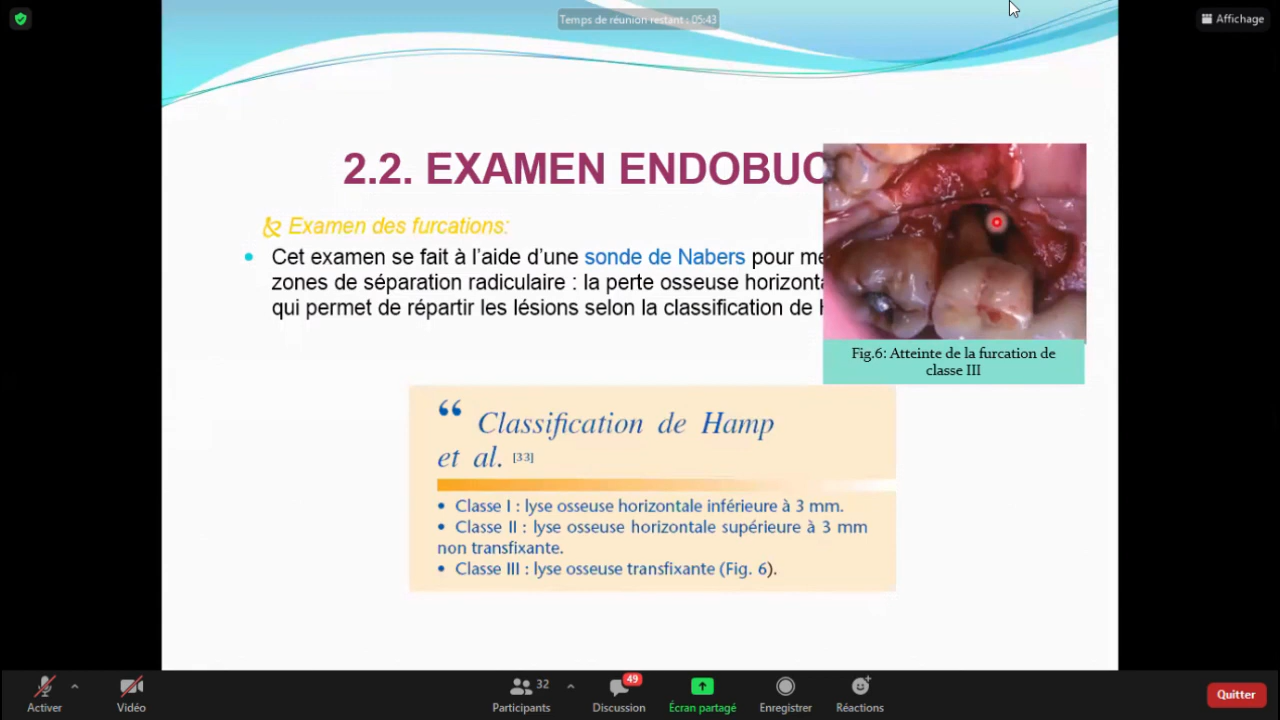 Temps de réunion restant : 05:43
Affichage
2.2. EXAMEN ENDOBUC
Examen des furcations:
• Cet examen se fait à l’aide d’une sonde de Nabers pour me
zones de séparation radiculaire : la perte osseuse horizonta
qui permet de répartir les lésions selon la classification de
Fig.6: Atteinte de la furcation de
classe III
“ Classification de Hamp
et al. [33]
• Classe I : lyse osseuse horizontale inférieure à 3 mm.
• Classe II : lyse osseuse horizontale supérieure à 3 mm
non transfixante.
• Classe III : lyse osseuse transfixante (Fig. 6).
32
49
Activer
Vidéo
Participants
Discussion
Écran partagé
Enregistrer
Réactions
Quitter